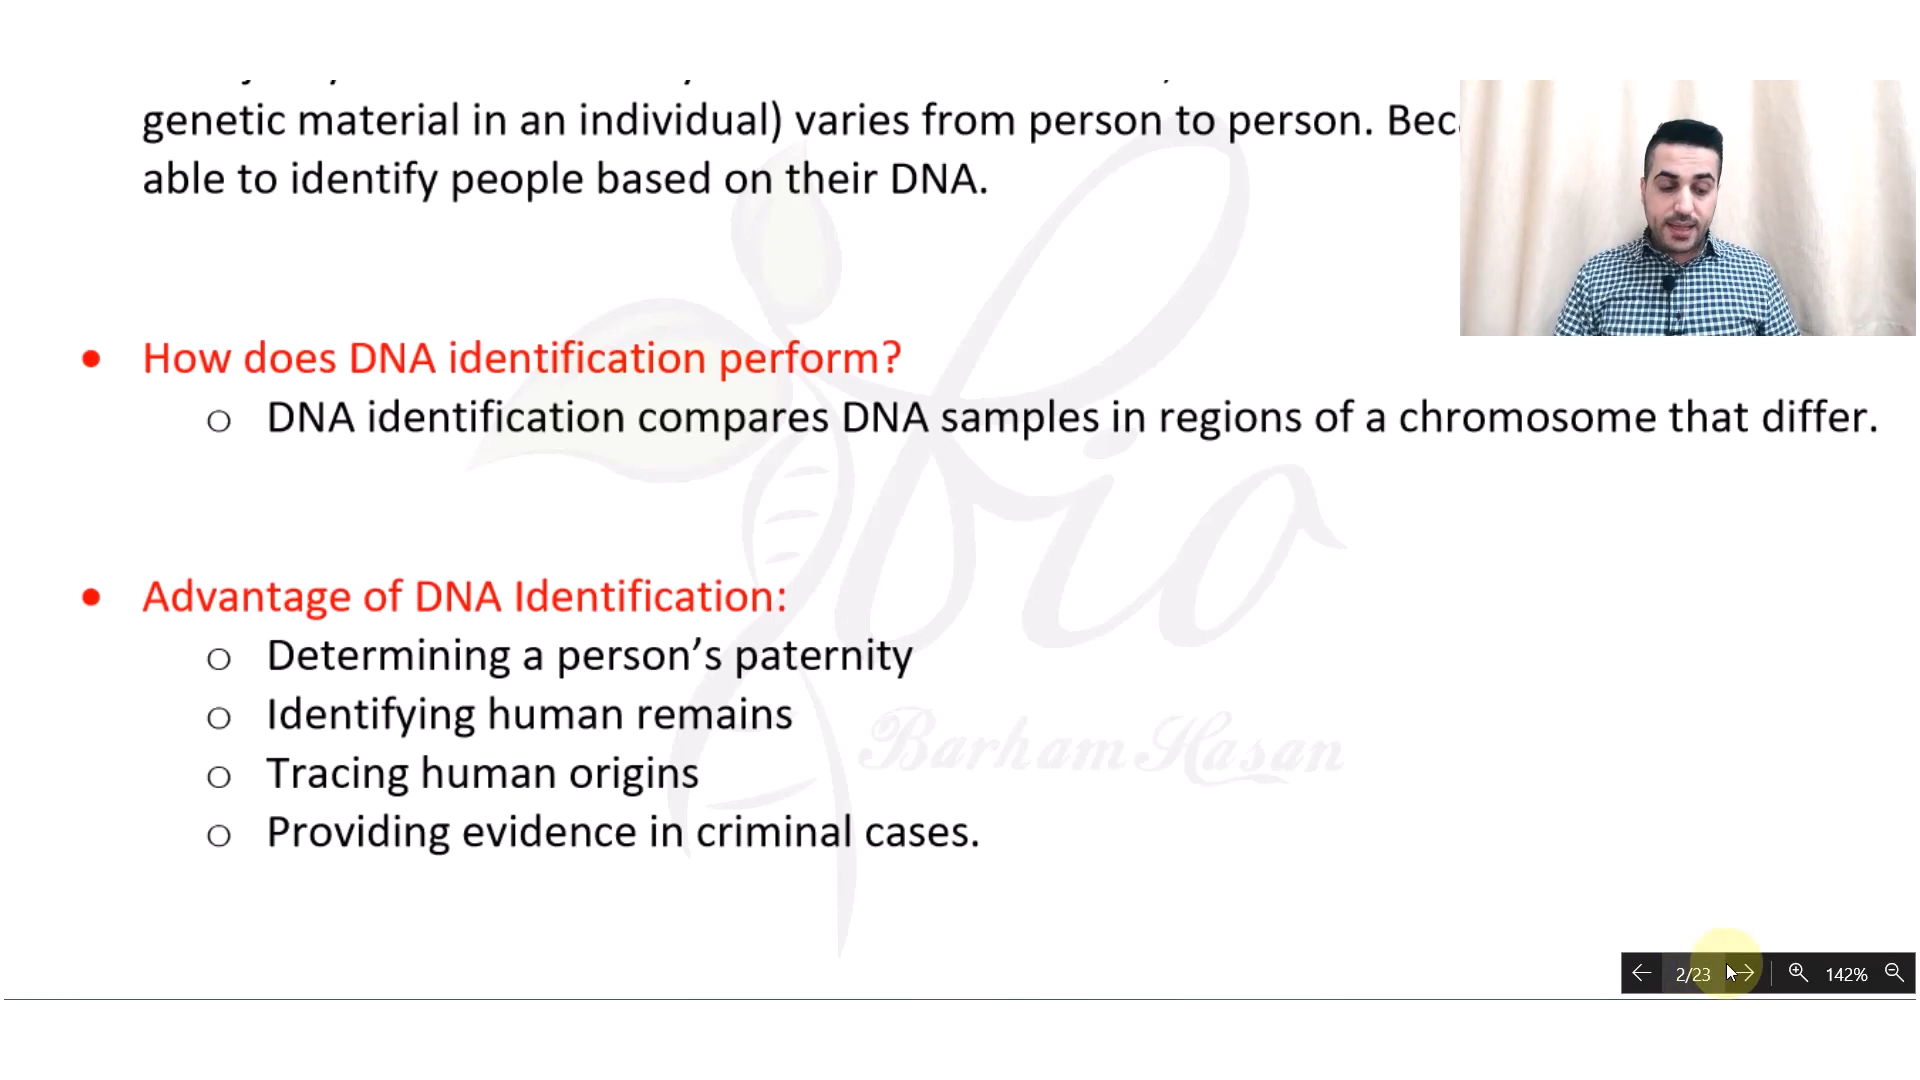 genetic material in an individual) varies from person to person.
able to identify people based on their DNA.
• How does DNA identification perform?
o DNA identification compares DNA samples in regions of a chromosome that differ.
• Advantage of DNA Identification:
o Determining a person’s paternity
o Identifying human remains
o Tracing human origins
o Providing evidence in criminal cases.
bio
Barham Hasan
2/23
142%